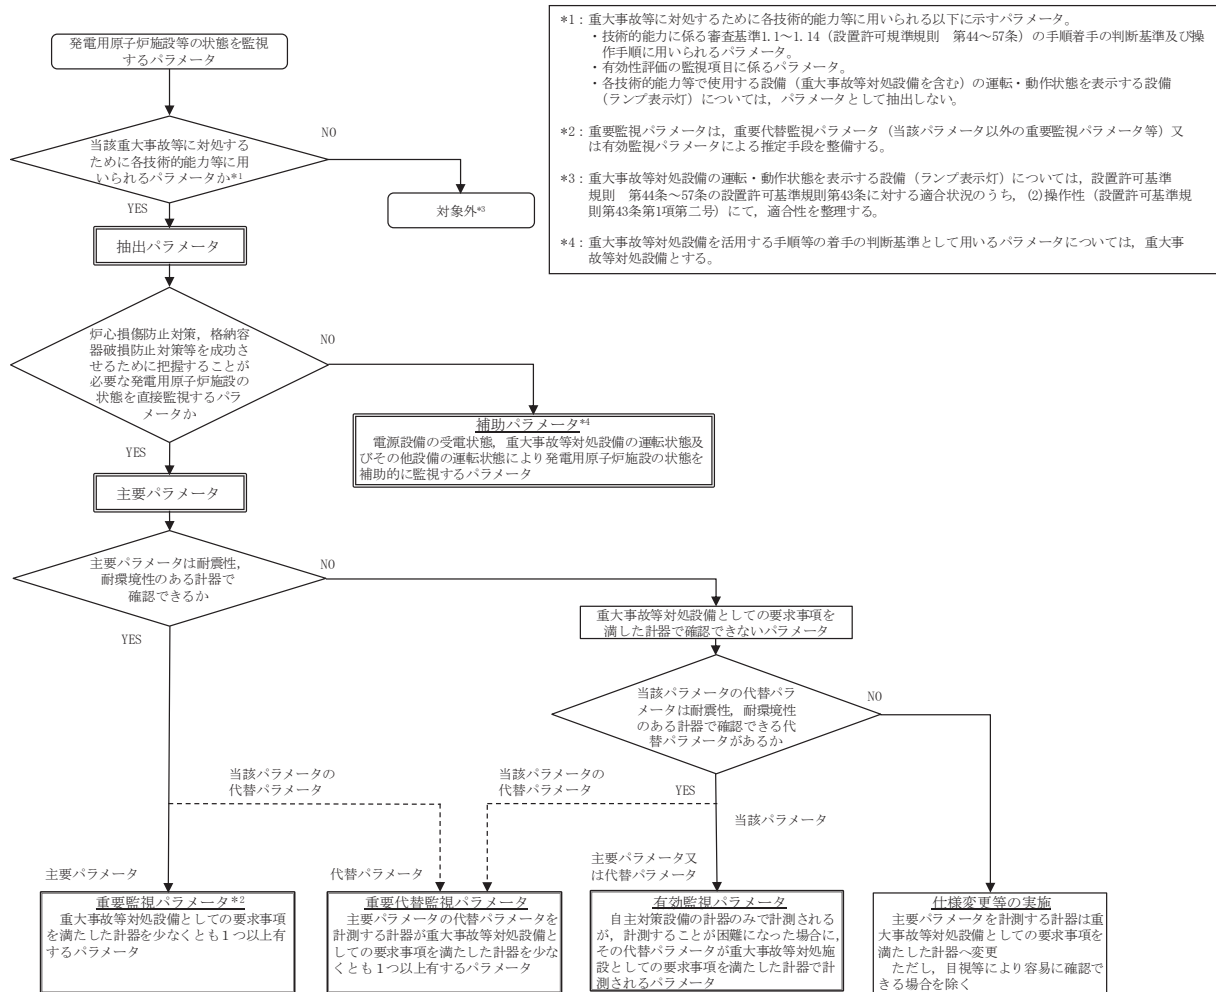 発電用原子炉施設等の状態を監視
するパラメータ
当該重大事故等に対処する
ために各技術的能力等に用
いられるパラメータか*1
NO
YES
対象外*3
抽出パラメータ
炉心損傷防止対策，格納容
器破損防止対策等を成功さ
せるために把握することが
必要な発電用原子炉施設の
状態を直接監視するパラ
メータか
NO
YES
補助パラメータ*4
電源設備の受電状態，重大事故等対処設備の運転状態及
びその他設備の運転状態により発電用原子炉施設の状態を
補助的に監視するパラメータ
主要パラメータ
主要パラメータは耐震性，
耐環境性のある計器で
確認できるか
NO
YES
重大事故等対処設備としての要求事項を
満した計器で確認できないパラメータ
当該パラメータの代替パラ
メータは耐震性，耐環境性
のある計器で確認できる代
替パラメータがあるか
NO
YES
当該パラメータの
代替パラメータ
当該パラメータの
代替パラメータ
当該パラメータ
主要パラメータ
代替パラメータ
主要パラメータ又
は代替パラメータ
重要監視パラメータ*2
重大事故等対処設備としての要求事項
を満たした計器を少なくとも１つ以上有
するパラメータ
重要代替監視パラメータ
主要パラメータの代替パラメータを
計測する計器が重大事故等対処設備と
しての要求事項を満たした計器を少な
くとも１つ以上有するパラメータ
有効監視パラメータ
自主対策設備の計器のみで計測される
が，計測することが困難になった場合に，
その代替パラメータが重大事故等対処施
設としての要求事項を満たした計器で計
測されるパラメータ
仕様変更等の実施
主要パラメータを計測する計器は重
大事故等対処設備としての要求事項を
満たした計器へ変更
ただし，目視等により容易に確認で
きる場合を除く
*1：重大事故等に対処するために各技術的能力等に用いられる以下に示すパラメータ。
・技術的能力に係る審査基準1.1～1.14（設置許可規準規則　第44～57条）の手順着手の判断基準及び操
作手順に用いられるパラメータ。
・有効性評価の監視項目に係るパラメータ。
・各技術的能力等で使用する設備（重大事故等対処設備を含む）の運転・動作状態を表示する設備
（ランプ表示灯）については，パラメータとして抽出しない。
*2：重要監視パラメータは，重要代替監視パラメータ（当該パラメータ以外の重要監視パラメータ等）又
は有効監視パラメータによる推定手段を整備する。
*3：重大事故等対処設備の運転・動作状態を表示する設備（ランプ表示灯）については，設置許可基準
規則　第44条～57条の設置許可基準規則第43条に対する適合状況のうち，(2)操作性（設置許可基準規
則第43条第1項第二号）にて，適合性を整理する。
*4：重大事故等対処設備を活用する手順等の着手の判断基準として用いるパラメータについては，重大事
故等対処設備とする。